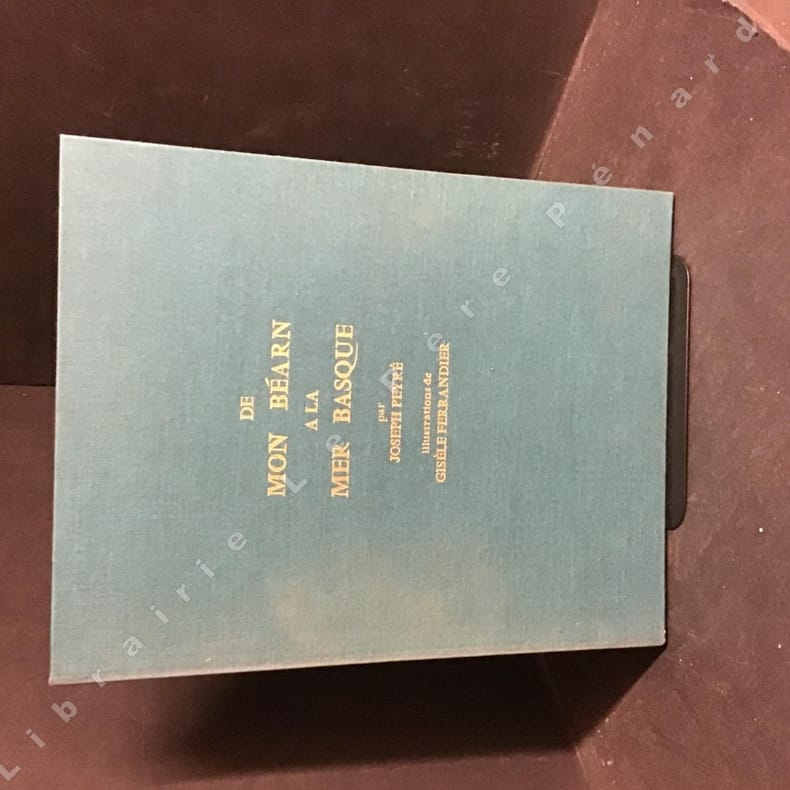 DE
MON BÉARN
A LA
MER BASQUE
par
JOSEPH PEYRÉ
illustrations de
GISÈLE FERRANDIER
Librairie Le Père Pénard